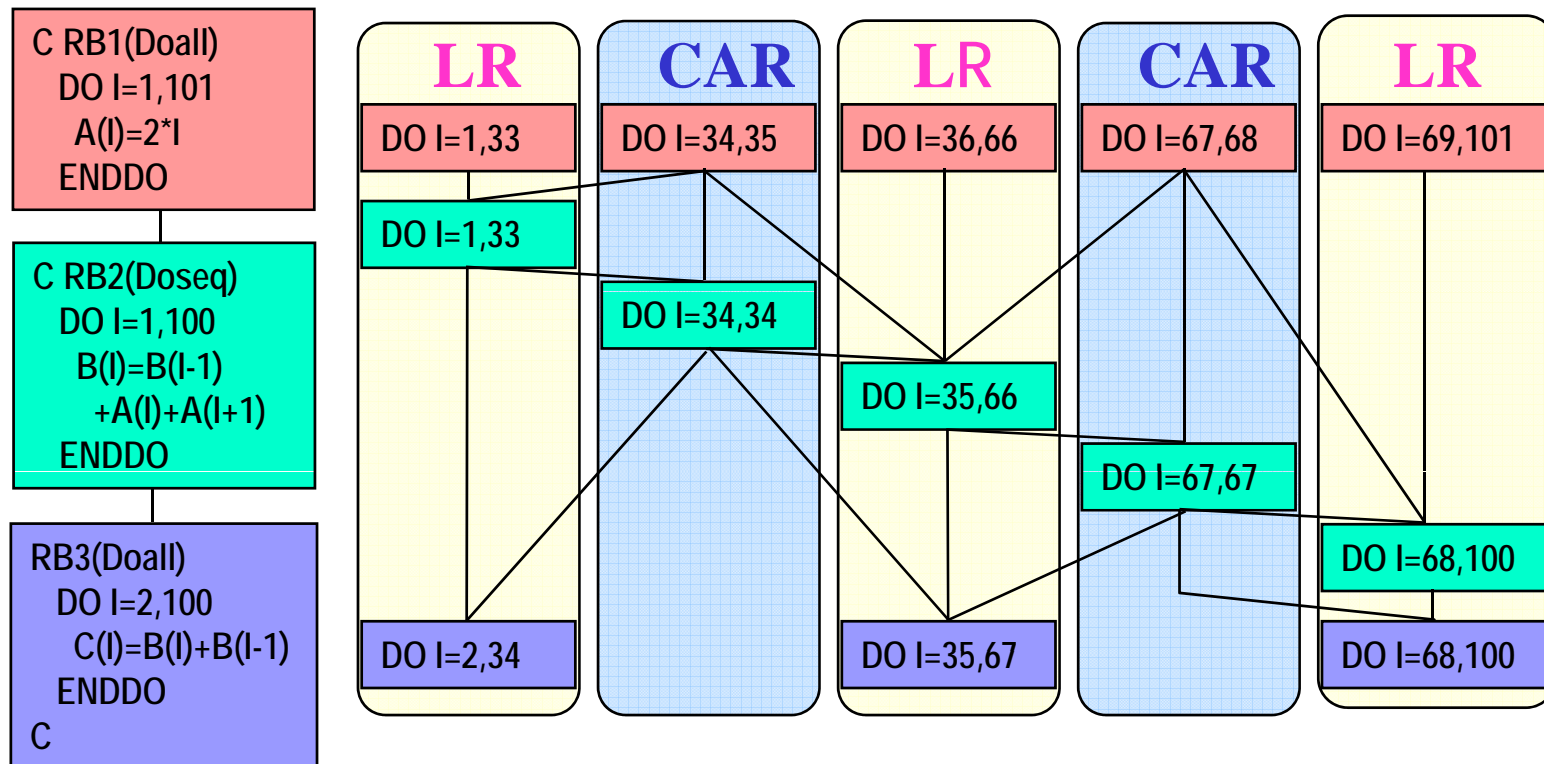 C RB1(Doall)
DO I=1,101
A(I)=2*I
ENDDO
C RB2(Doseq)
DO I=1,100
B(I)=B(I-1)
+A(I)+A(I+1)
ENDDO
RB3(Doall)
DO I=2,100
C(I)=B(I)+B(I-1)
ENDDO
C
LR
CAR
LR
CAR
LR
DO I=1,33
DO I=34,35
DO I=36,66
DO I=67,68
DO I=69,101
DO I=1,33
DO I=34,34
DO I=35,66
DO I=67,67
DO I=68,100
DO I=2,34
DO I=35,67
DO I=68,100